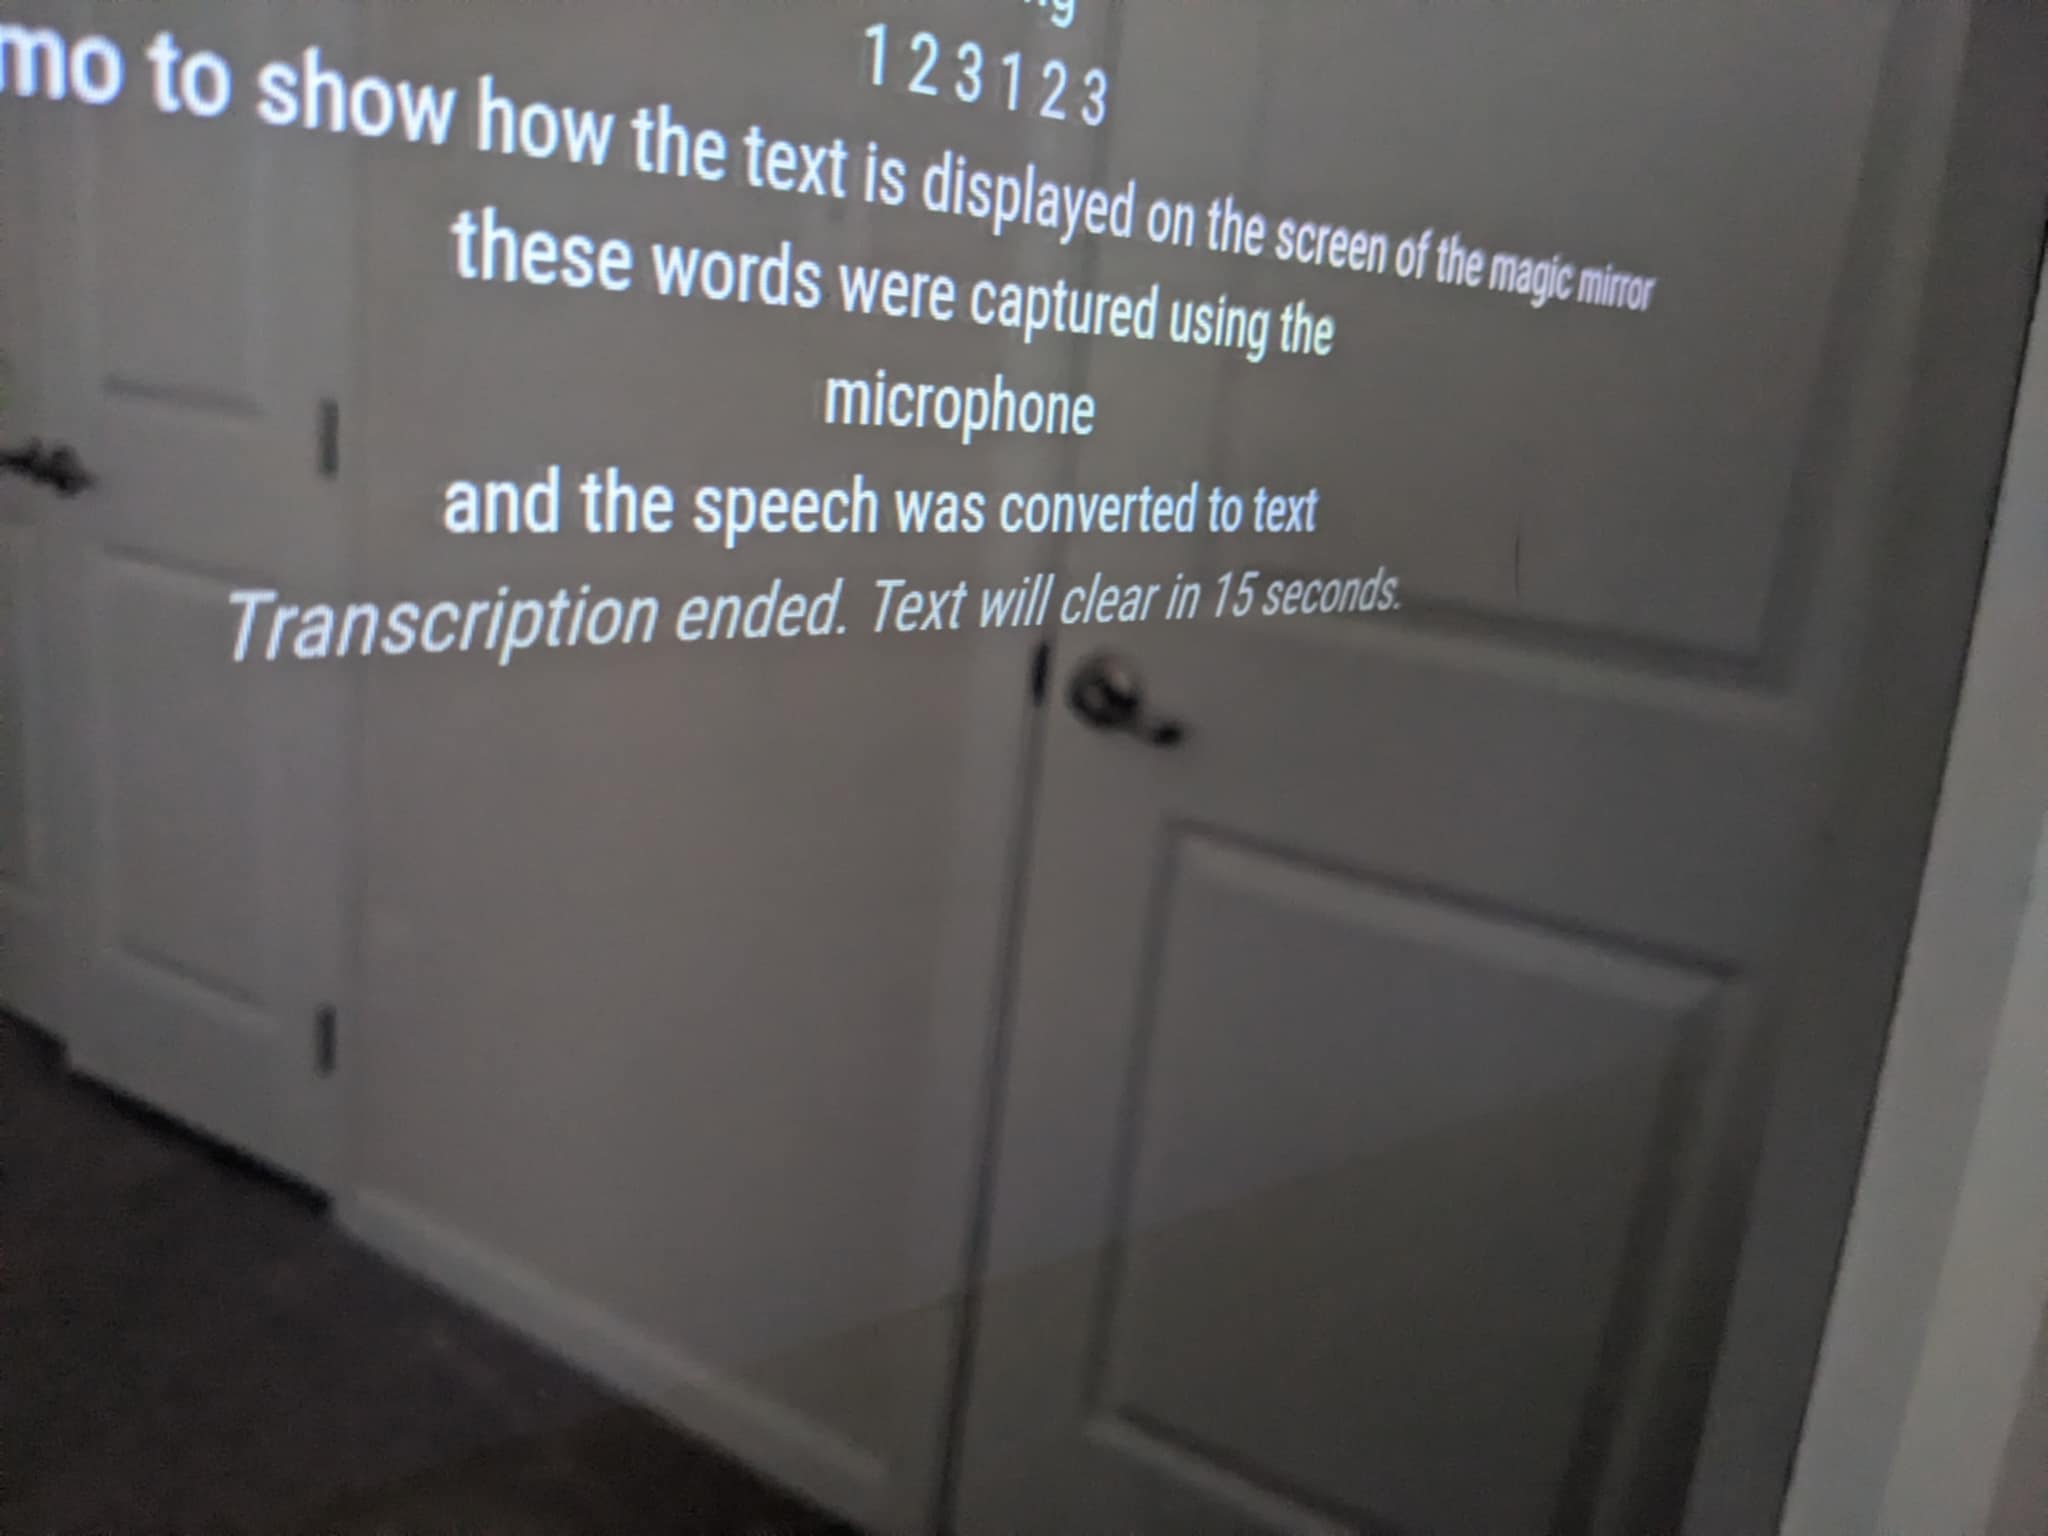 1 2 3 1 2 3
mo to show how the text is displayed on the screen of the magic mirror
these words were captured using the
microphone
and the speech was converted to text
Transcription ended. Text will clear in 15 seconds.